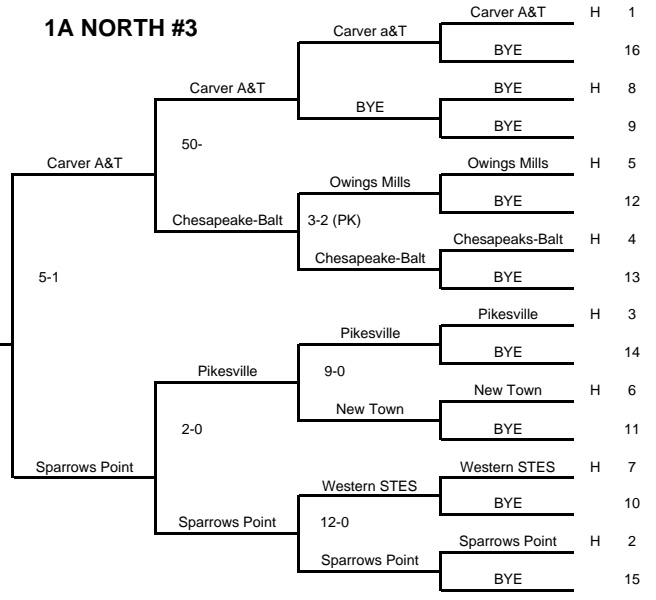 Carver A&T H 1
1A NORTH #3
Carver a&T
BYE 16
Carver A&T
BYE H 8
BYE
BYE 9
50-
Carver A&T
Owings Mills H 5
Owings Mills
BYE 12
Chesapeake-Balt
3-2 (PK)
Chesapeaks-Balt H 4
Chesapeake-Balt
5-1
BYE 13
Pikesville H 3
Pikesville
BYE 14
Pikesville
9-0
New Town H 6
New Town
2-0
BYE 11
Sparrows Point
Western STES H 7
Western STES
BYE 10
Sparrows Point
12-0
Sparrows Point H 2
Sparrows Point
BYE 15